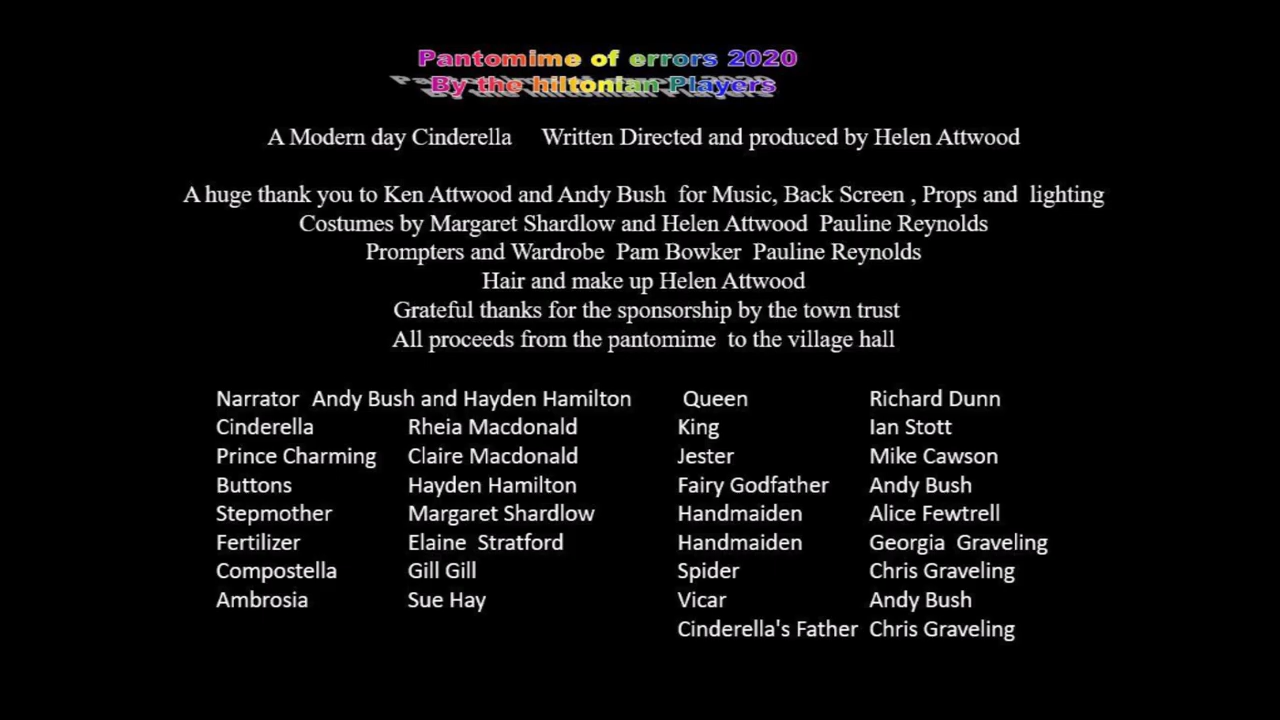 Pantomime of errors 2020
By the hiltonian Players
A Modern day Cinderella Written Directed and produced by Helen Attwood
A huge thank you to Ken Attwood and Andy Bush for Music, Back Screen , Props and lighting
Costumes by Margaret Shardlow and Helen Attwood Pauline Reynolds
Prompters and Wardrobe Pam Bowker Pauline Reynolds
Hair and make up Helen Attwood
Grateful thanks for the sponsorship by the town trust
All proceeds from the pantomime to the village hall
Narrator Andy Bush and Hayden Hamilton Queen Richard Dunn
Cinderella Rheia Macdonald King Ian Stott
Prince Charming Claire Macdonald Jester Mike Cawson
Buttons Hayden Hamilton Fairy Godfather Andy Bush
Stepmother Margaret Shardlow Handmaiden Alice Fewtrell
Fertilizer Elaine Stratford Handmaiden Georgia Graveling
Compostella Gill Gill Spider Chris Graveling
Ambrosia Sue Hay Vicar Andy Bush
Cinderella's Father Chris Graveling